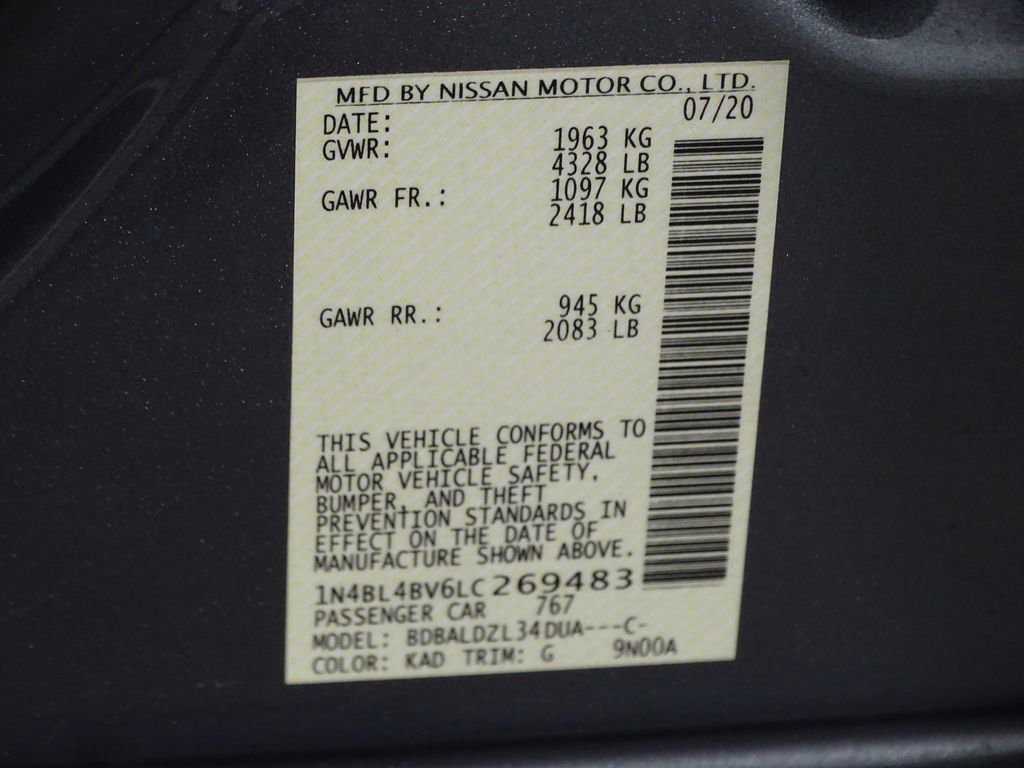 MFD BY NISSAN MOTOR CO., LTD.
DATE: 07/20
GVWR: 1963 KG
4328 LB
GAWR FR.: 1097 KG
2418 LB
GAWR RR.: 945 KG
2083 LB
THIS VEHICLE CONFORMS TO
ALL APPLICABLE FEDERAL
MOTOR VEHICLE SAFETY,
BUMPER, AND THEFT
PREVENTION STANDARDS IN
EFFECT ON THE DATE OF
MANUFACTURE SHOWN ABOVE.
1N4BL4BV6LC269483
PASSENGER CAR 767
MODEL: BDBALDZL34DUA---C-
COLOR: KAD TRIM: G 9N00A